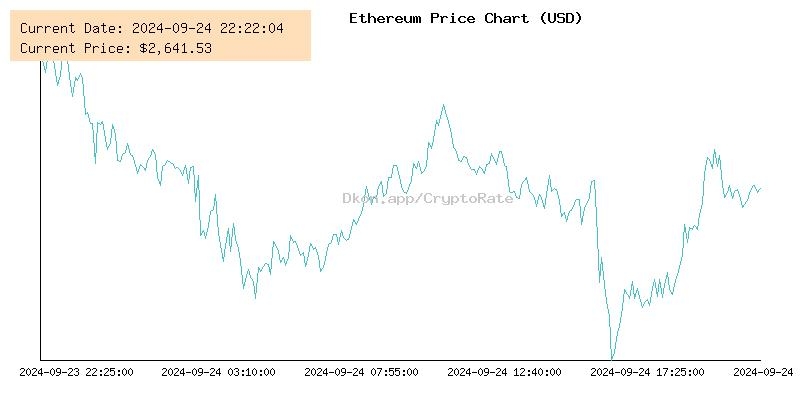 Ethereum Price Chart (USD)
Current Date: 2024-09-24 22:22:04
Current Price: $2,641.53
Dkon.app/CryptoRate
2024-09-23 22:25:00 2024-09-24 03:10:00 2024-09-24 07:55:00 2024-09-24 12:40:00 2024-09-24 17:25:00 2024-09-24